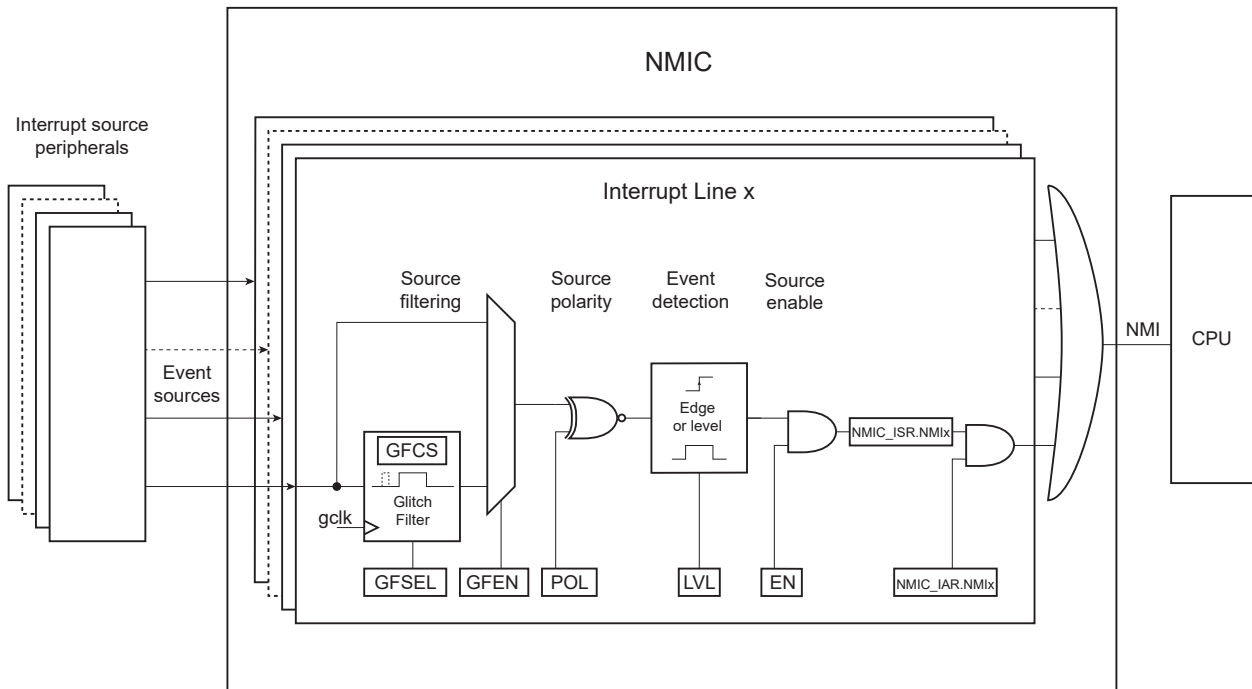 NMIC
Interrupt source
peripherals
Interrupt Line x
Source
filtering
Source
polarity
Event
detection
Source
enable
NMI
CPU
Event
sources
Edge
or level
GFCS
NMIC_ISR.NMIx
Glitch
Filter
gclk
GFSEL
GFEN
POL
LVL
EN
NMIC_IAR.NMIx